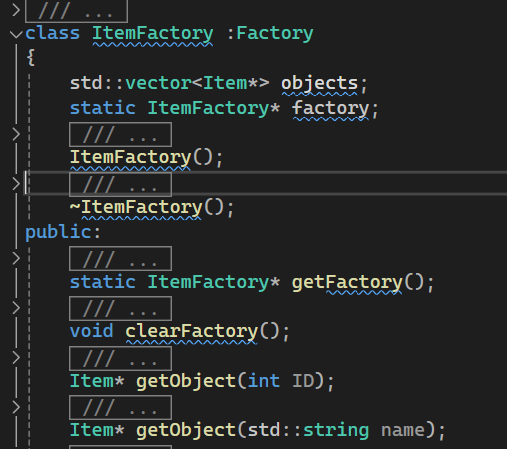 /// ...
class ItemFactory :Factory
{
std::vector<Item*> objects;
static ItemFactory* factory;
/// ...
ItemFactory();
/// ...
~ItemFactory();
public:
/// ...
static ItemFactory* getFactory();
/// ...
void clearFactory();
/// ...
Item* getObject(int ID);
/// ...
Item* getObject(std::string name);